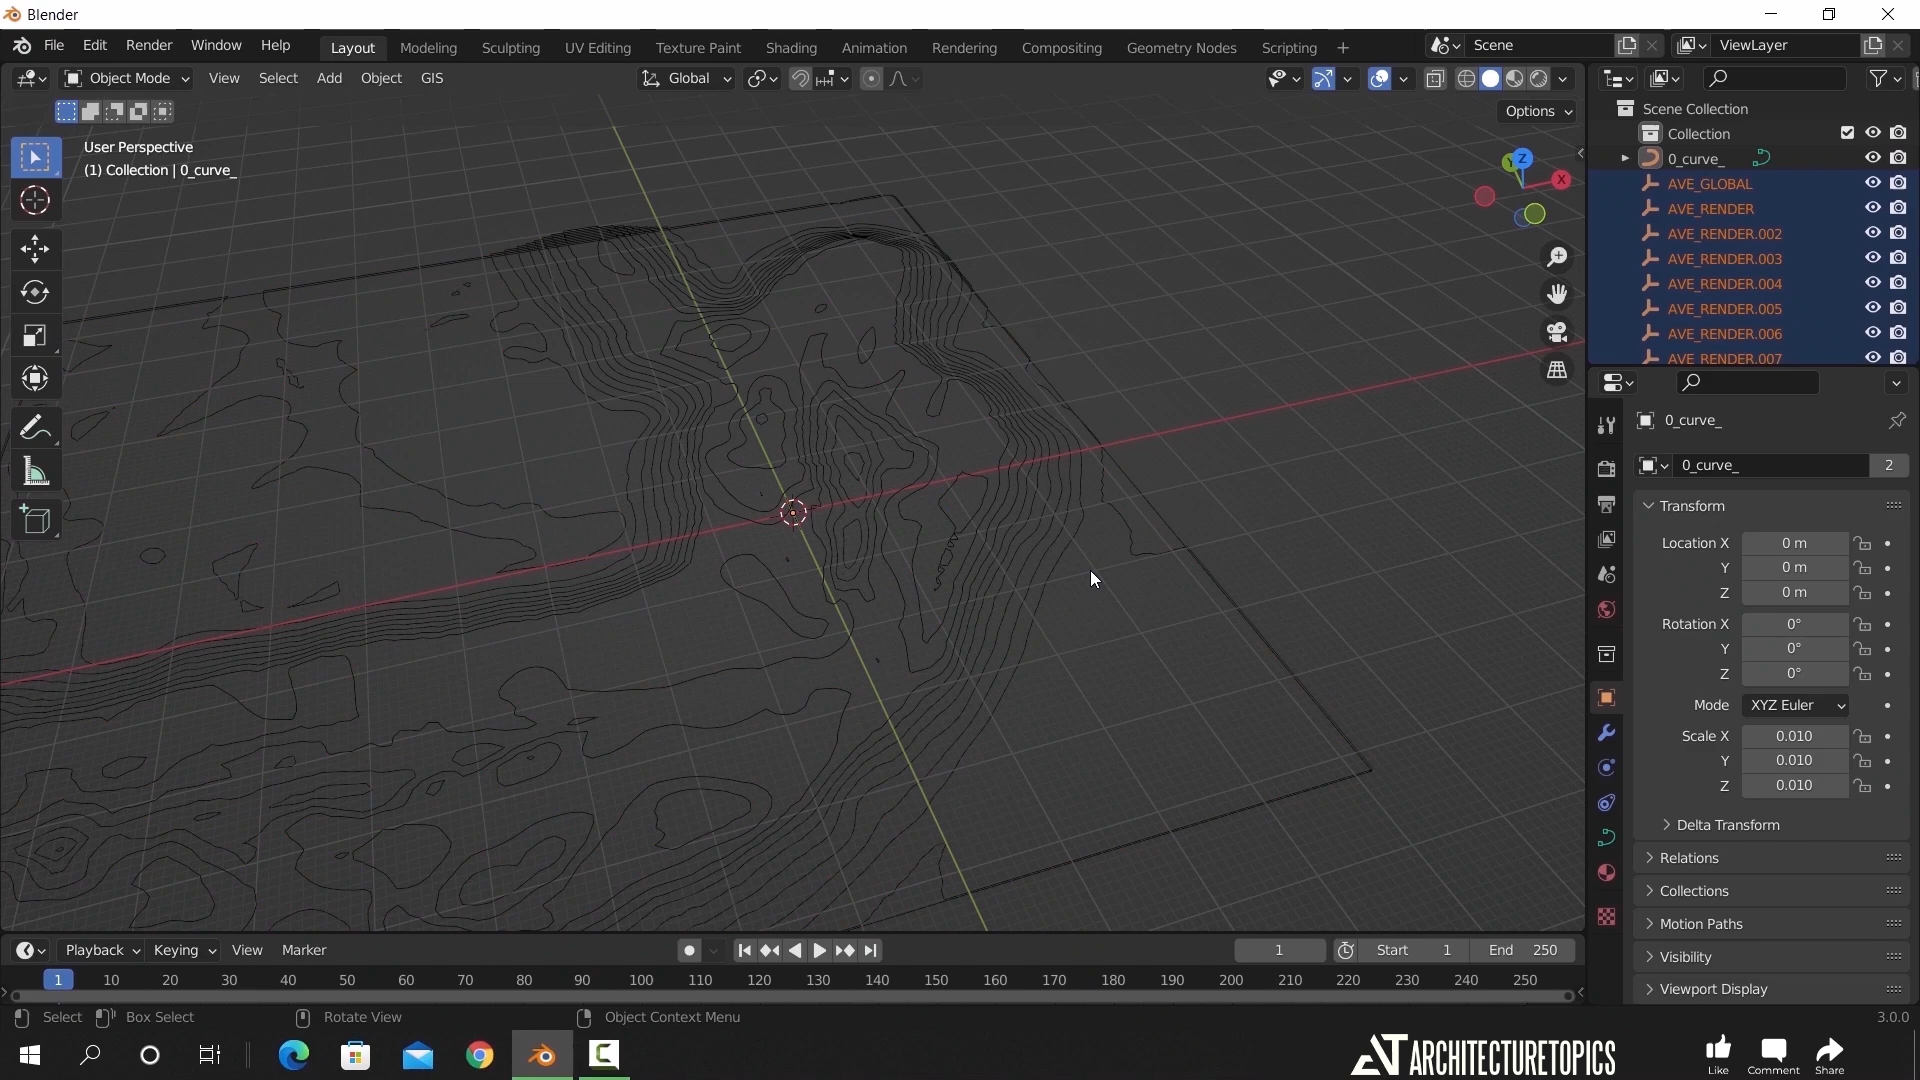 Blender
File Edit Render Window Help Layout Modeling Sculpting UV Editing Texture Paint Shading Animation Rendering Compositing Geometry Nodes Scripting + Scene ViewLayer
Object Mode View Select Add Object GIS Global
Options
User Perspective
(1) Collection | 0_curve_
Y Z X
Scene Collection
Collection
0_curve_
AVE_GLOBAL
AVE_RENDER
AVE_RENDER.002
AVE_RENDER.003
AVE_RENDER.004
AVE_RENDER.005
AVE_RENDER.006
AVE_RENDER.007
0_curve_
0_curve_ 2
Transform
Location X 0 m
Y 0 m
Z 0 m
Rotation X 0°
Y 0°
Z 0°
Mode XYZ Euler
Scale X 0.010
Y 0.010
Z 0.010
Delta Transform
Relations
Collections
Motion Paths
Visibility
Viewport Display
Playback Keying View Marker 1 Start 1 End 250
1 10 20 30 40 50 60 70 80 90 100 110 120 130 140 150 160 170 180 190 200 210 220 230 240 250
Select Box Select Rotate View Object Context Menu 3.0.0
AT ARCHITECTURETOPICS
Like Comment Share